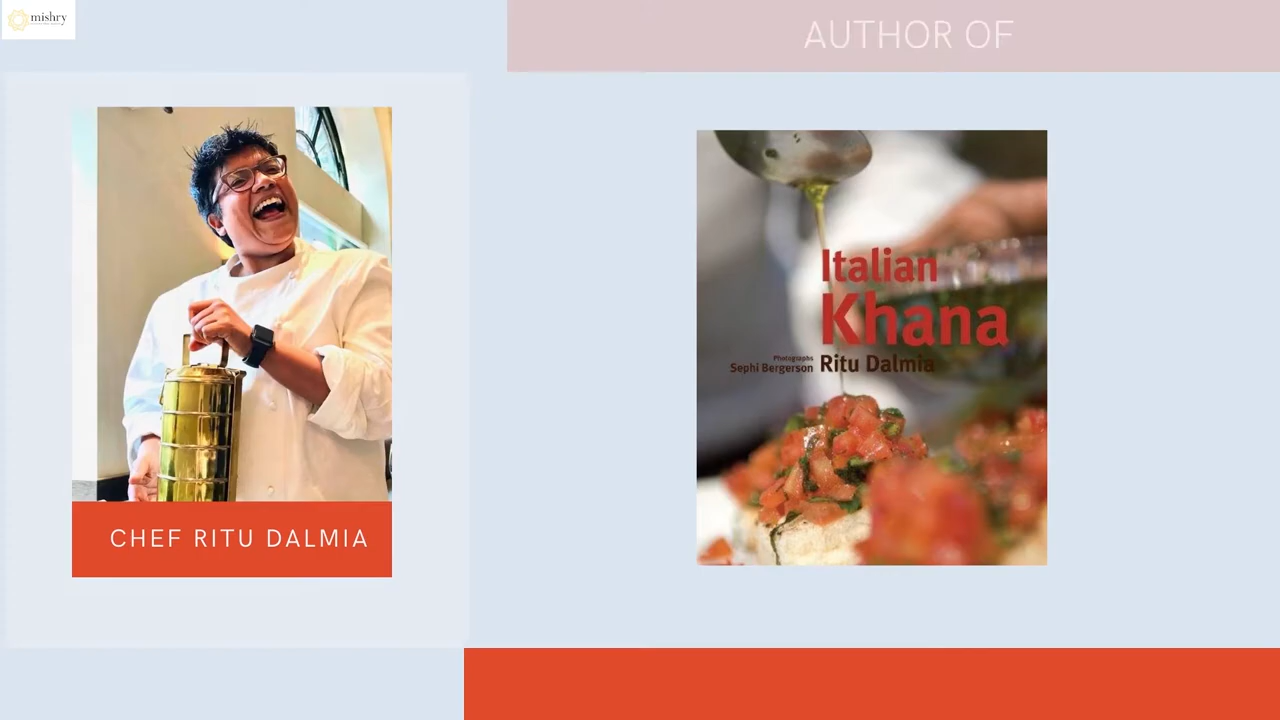 mishry
AUTHOR OF
Italian
Khana
Photographs
Sephi Bergerson
Ritu Dalmia
CHEF RITU DALMIA